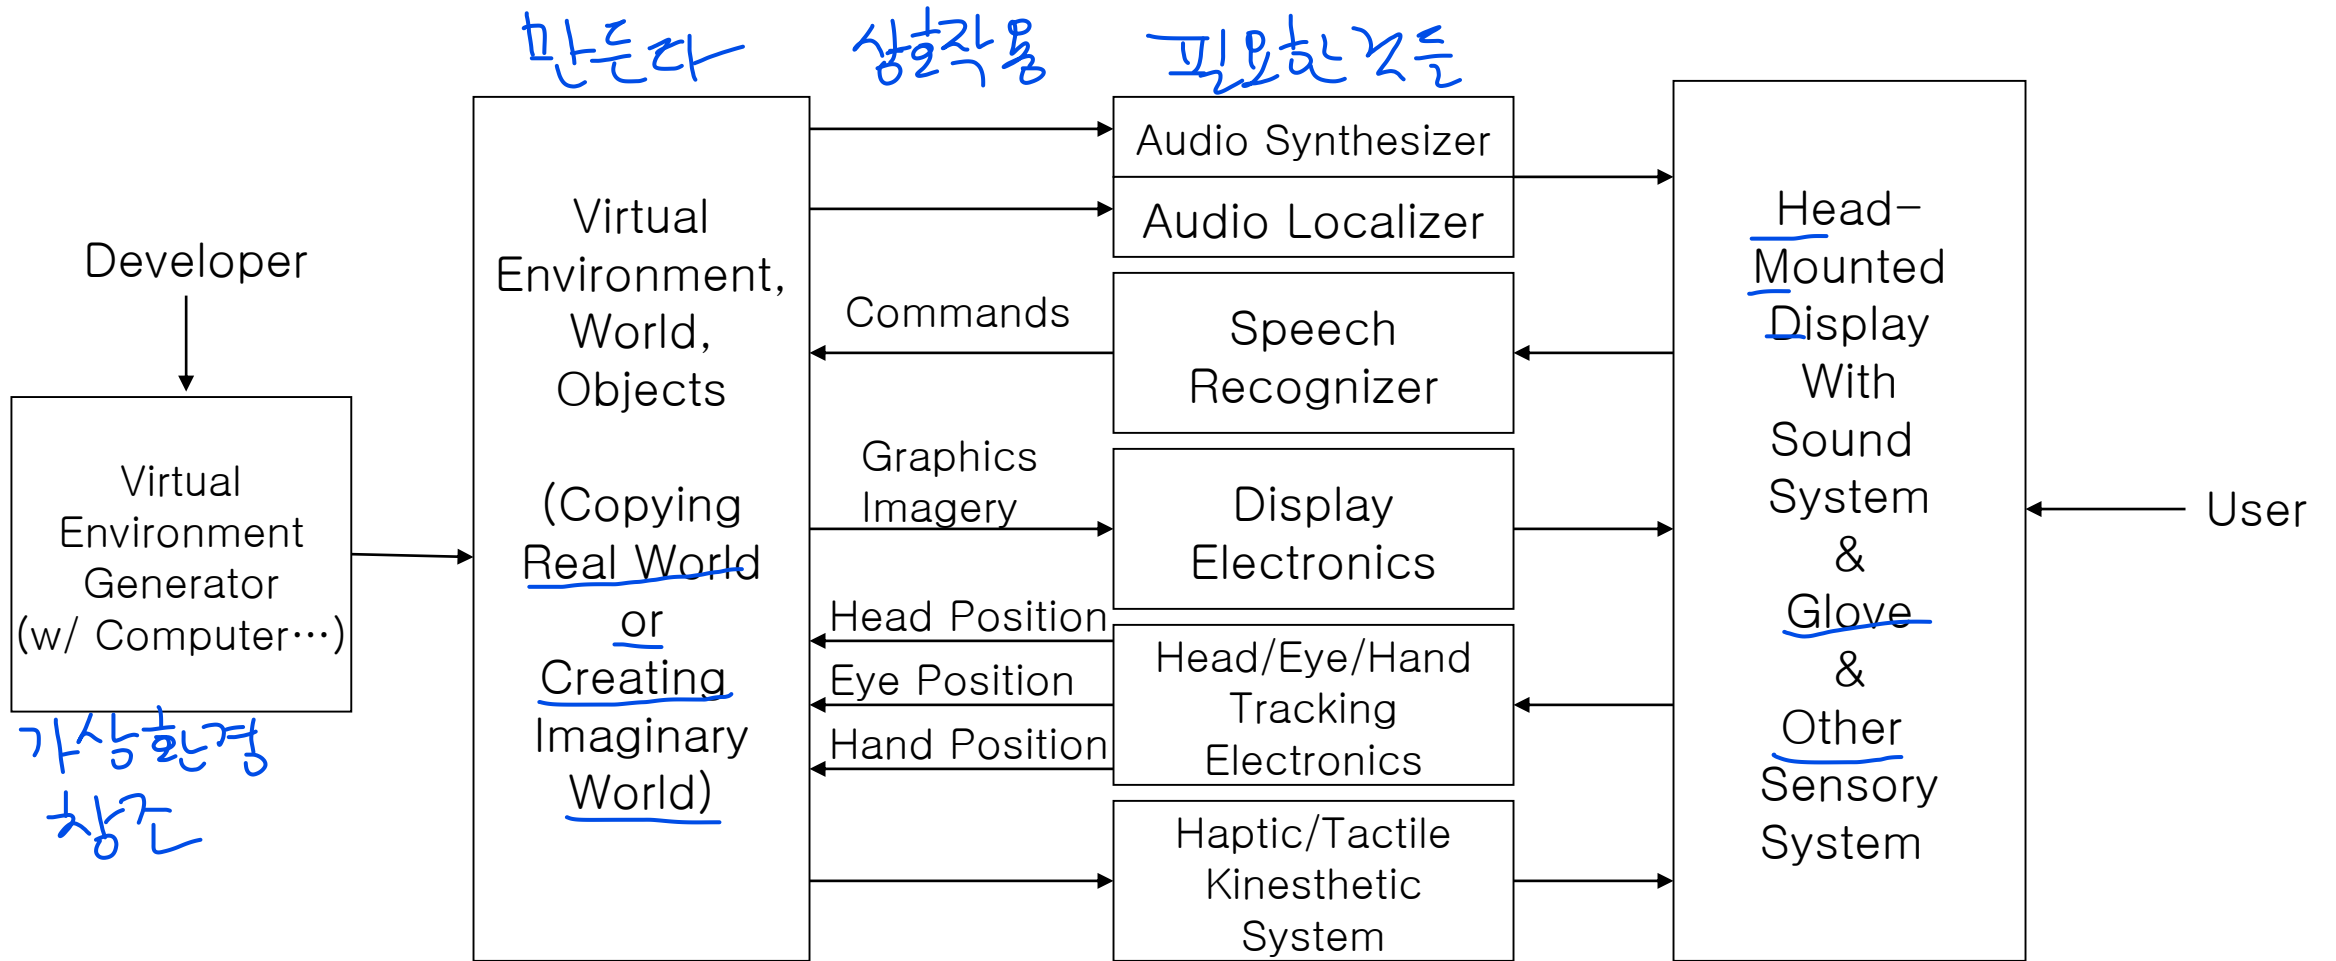 만든다
상호작용
필요한것들
Developer
Virtual
Environment
Generator
(w/ Computer…)
가상환경
창조
Virtual
Environment,
World,
Objects
(Copying
Real World
or
Creating
Imaginary
World)
Commands
Graphics
Imagery
Head Position
Eye Position
Hand Position
Audio Synthesizer
Audio Localizer
Speech
Recognizer
Display
Electronics
Head/Eye/Hand
Tracking
Electronics
Haptic/Tactile
Kinesthetic
System
Head-
Mounted
Display
With
Sound
System
&
Glove
&
Other
Sensory
System
User